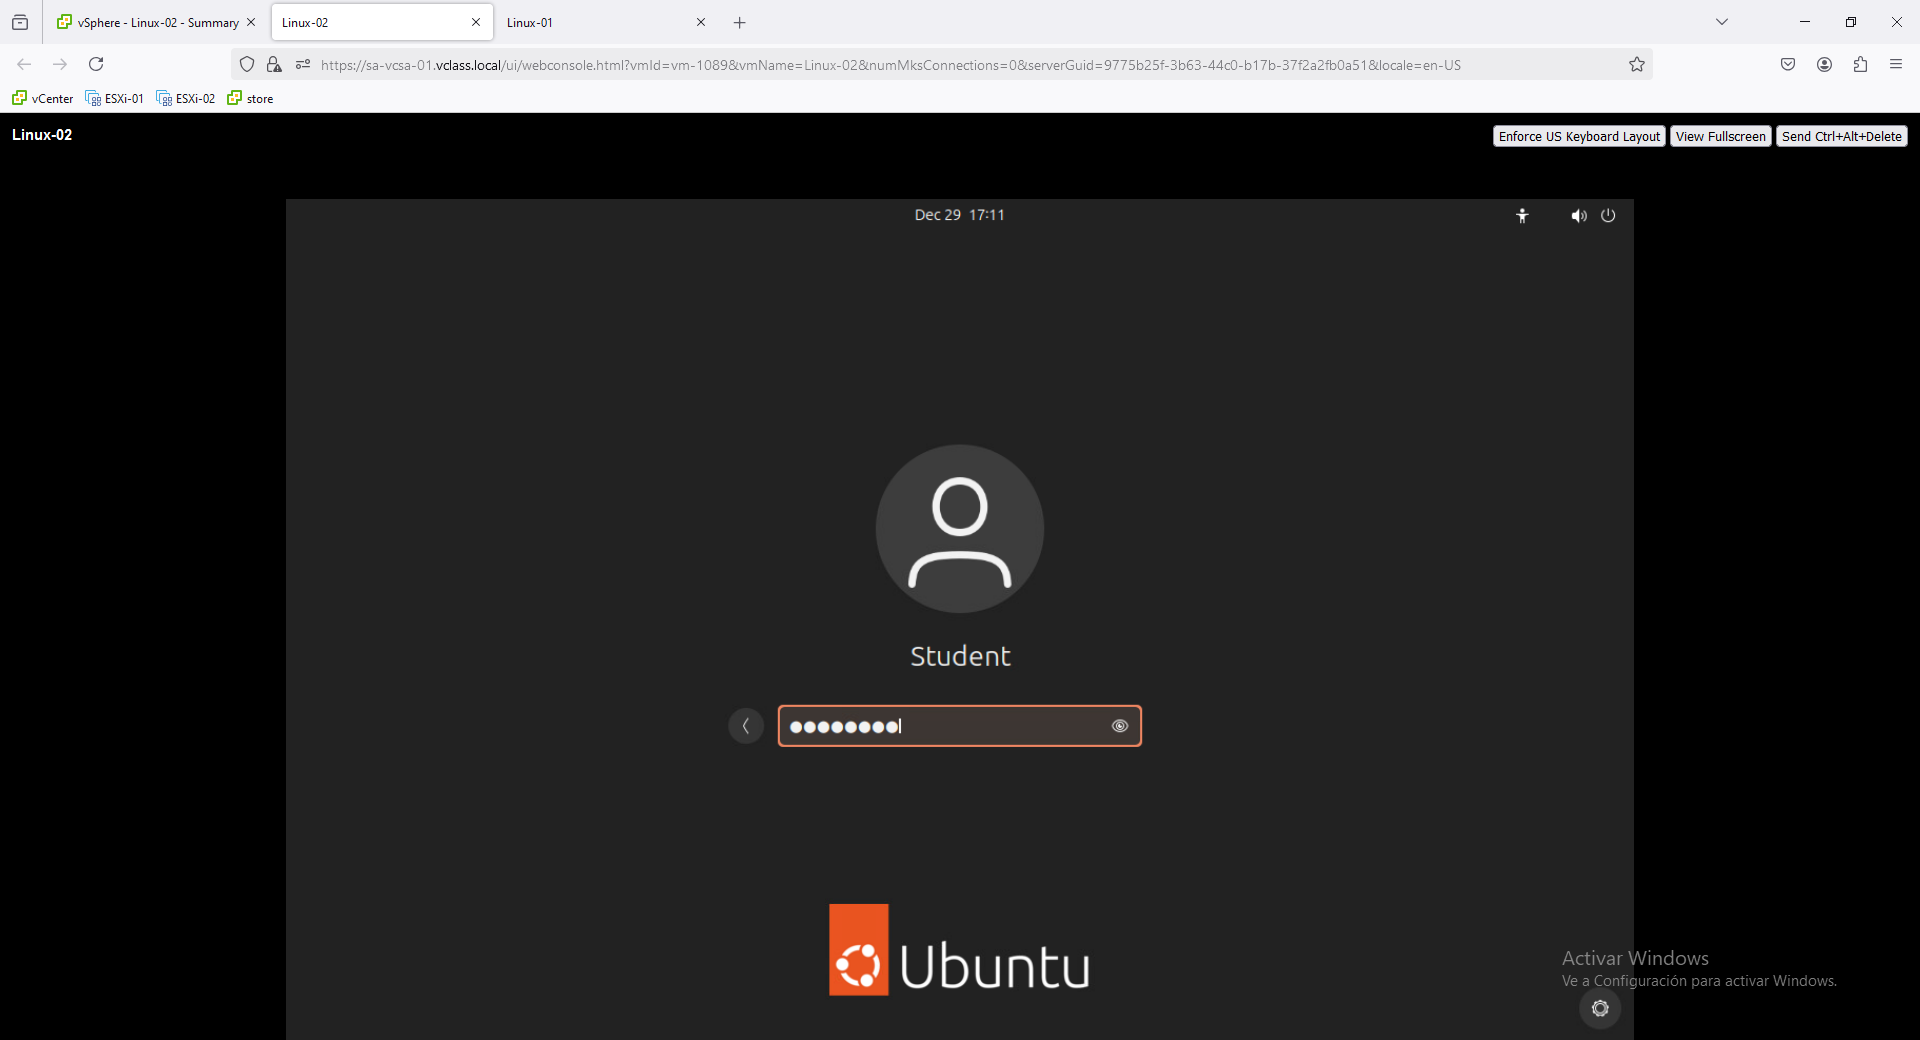 vSphere - Linux-02 - Summary
Linux-02
Linux-01
https://sa-vcsa-01.vclass.local/ui/webconsole.html?vmId=vm-1089&vmName=Linux-02&numMksConnections=0&serverGuid=9775b25f-3b63-44c0-b17b-37f2a2fb0a51&locale=en-US
vCenter
ESXi-01
ESXi-02
store
Linux-02
Enforce US Keyboard Layout
View Fullscreen
Send Ctrl+Alt+Delete
Dec 29 17:11
Student
Ubuntu
Activar Windows
Ve a Configuración para activar Windows.